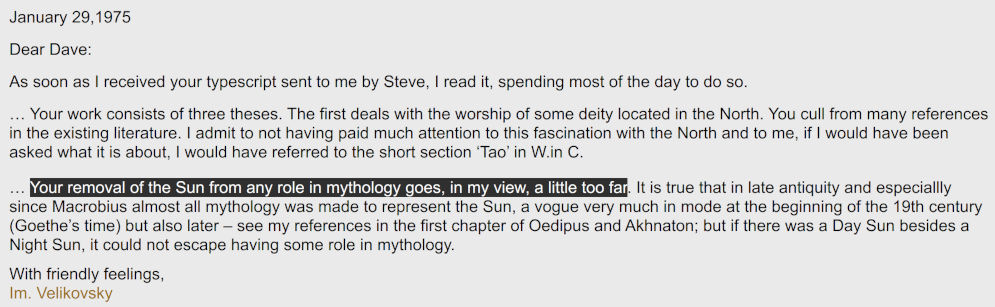 January 29,1975
Dear Dave:
As soon as I received your typescript sent to me by Steve, I read it, spending most of the day to do so.
… Your work consists of three theses. The first deals with the worship of some deity located in the North. You cull from many references
in the existing literature. I admit to not having paid much attention to this fascination with the North and to me, if I would have been
asked what it is about, I would have referred to the short section ‘Tao’ in W.in C.
… Your removal of the Sun from any role in mythology goes, in my view, a little too far. It is true that in late antiquity and especiallly
since Macrobius almost all mythology was made to represent the Sun, a vogue very much in mode at the beginning of the 19th century
(Goethe’s time) but also later – see my references in the first chapter of Oedipus and Akhnaton; but if there was a Day Sun besides a
Night Sun, it could not escape having some role in mythology.
With friendly feelings,
Im. Velikovsky